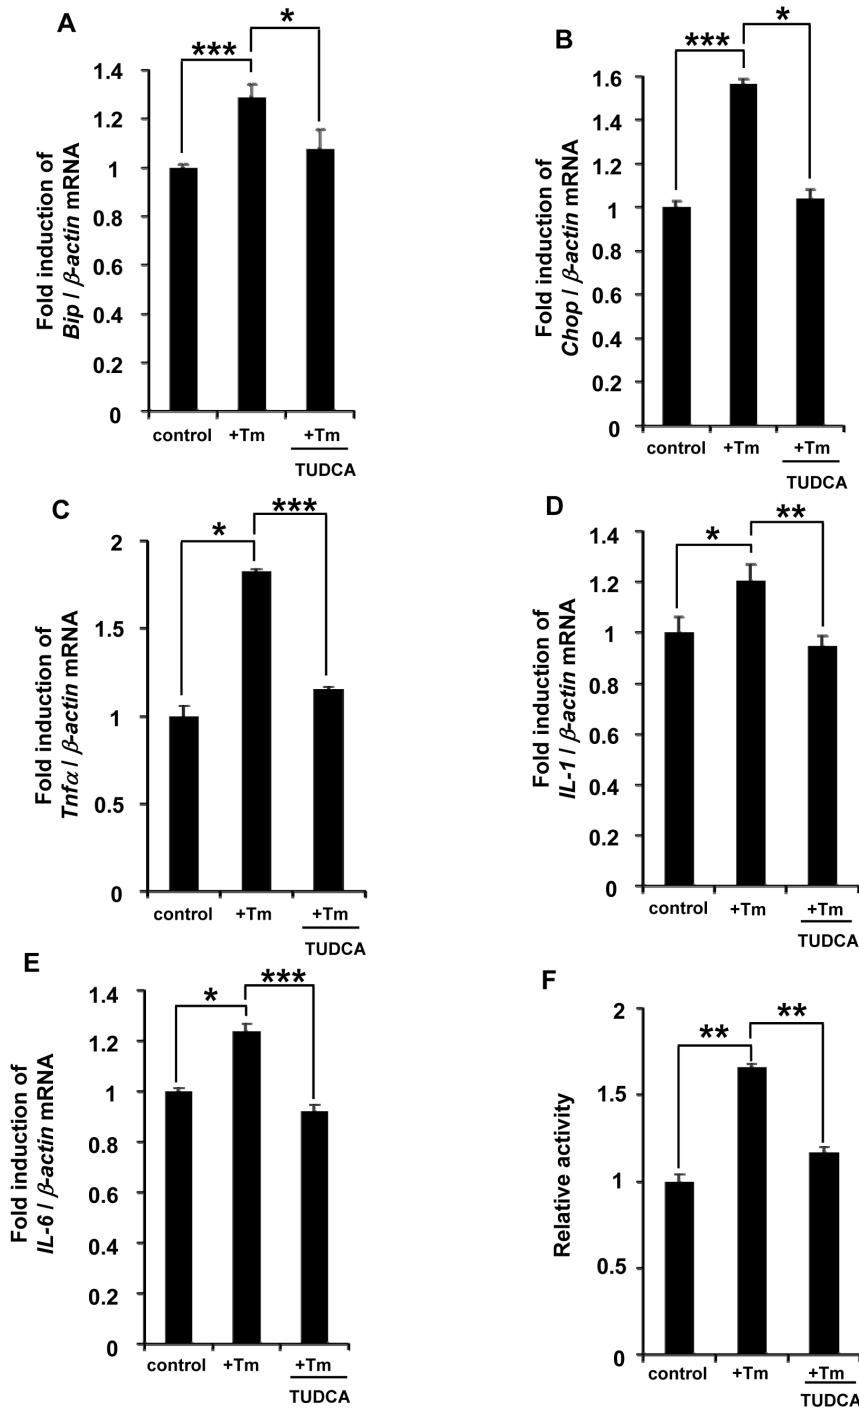 A
***
*
1.4
1.2
1
0.8
0.6
0.4
0.2
0
Fold induction of
Bip / β-actin mRNA
control
+Tm
+Tm
TUDCA
B
***
*
1.6
1.4
1.2
1
0.8
0.6
0.4
0.2
0
Fold induction of
Chop / β-actin mRNA
control
+Tm
+Tm
TUDCA
C
*
***
2
1.5
1
0.5
0
Fold induction of
Tnfα / β-actin mRNA
control
+Tm
+Tm
TUDCA
D
*
**
1.4
1.2
1
0.8
0.6
0.4
0.2
0
Fold induction of
IL-1 / β-actin mRNA
control
+Tm
+Tm
TUDCA
E
*
***
1.4
1.2
1
0.8
0.6
0.4
0.2
0
Fold induction of
IL-6 / β-actin mRNA
control
+Tm
+Tm
TUDCA
F
**
**
2
1.5
1
0.5
0
Relative activity
control
+Tm
+Tm
TUDCA